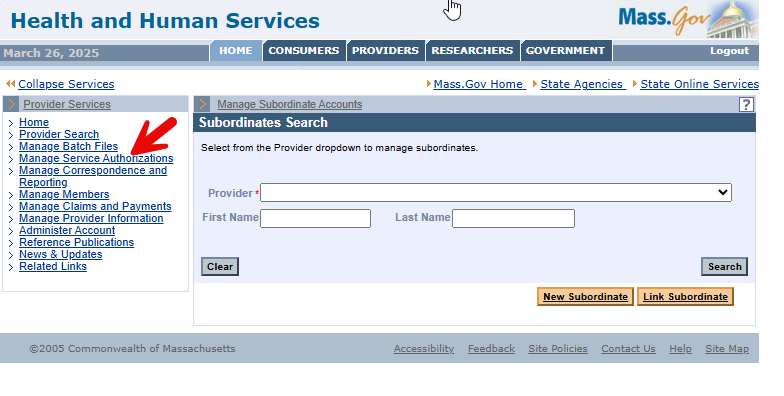 Health and Human Services
Mass.Gov
March 26, 2025
HOME CONSUMERS PROVIDERS RESEARCHERS GOVERNMENT Logout
Collapse Services
Mass.Gov Home State Agencies State Online Services
Provider Services
Home
Provider Search
Manage Batch Files
Manage Service Authorizations
Manage Correspondence and
Reporting
Manage Members
Manage Claims and Payments
Manage Provider Information
Administer Account
Reference Publications
News & Updates
Related Links
Manage Subordinate Accounts
?
Subordinates Search
Select from the Provider dropdown to manage subordinates.
Provider *
First Name Last Name
Clear Search
New Subordinate Link Subordinate
©2005 Commonwealth of Massachusetts Accessibility Feedback Site Policies Contact Us Help Site Map